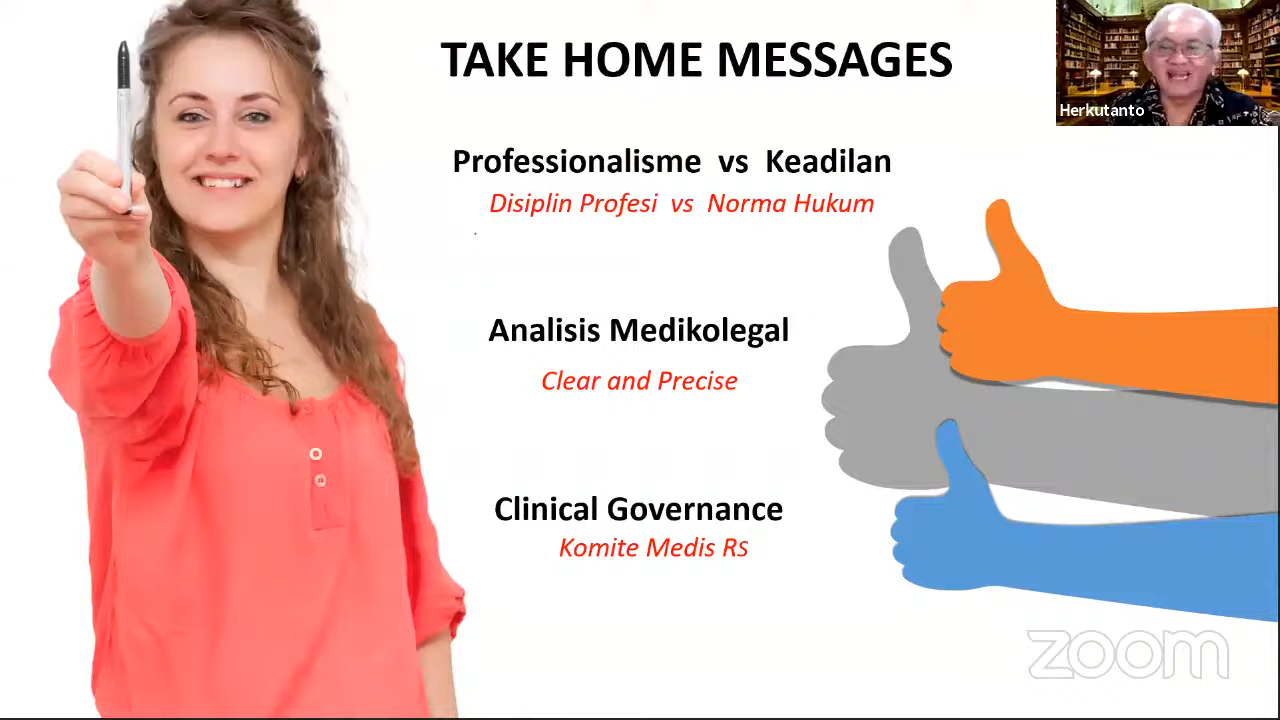 TAKE HOME MESSAGES
Herkutanto
Professionalisme vs Keadilan
Disiplin Profesi vs Norma Hukum
Analisis Medikolegal
Clear and Precise
Clinical Governance
Komite Medis RS
zoom